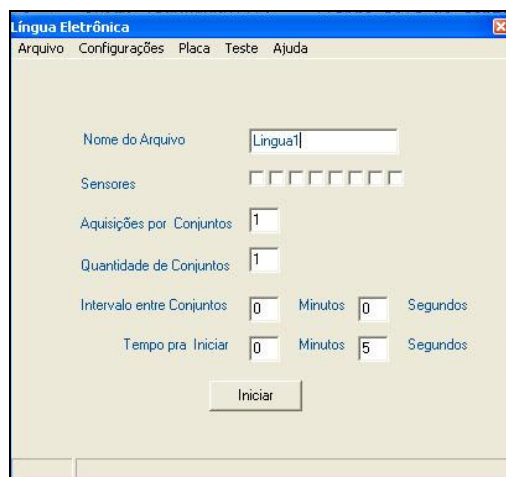 Língua Eletrônica
Arquivo Configurações Placa Teste Ajuda
Nome do Arquivo Lingua1
Sensores
Aquisições por Conjuntos 1
Quantidade de Conjuntos 1
Intervalo entre Conjuntos 0 Minutos 0 Segundos
Tempo pra Iniciar 0 Minutos 5 Segundos
Iniciar